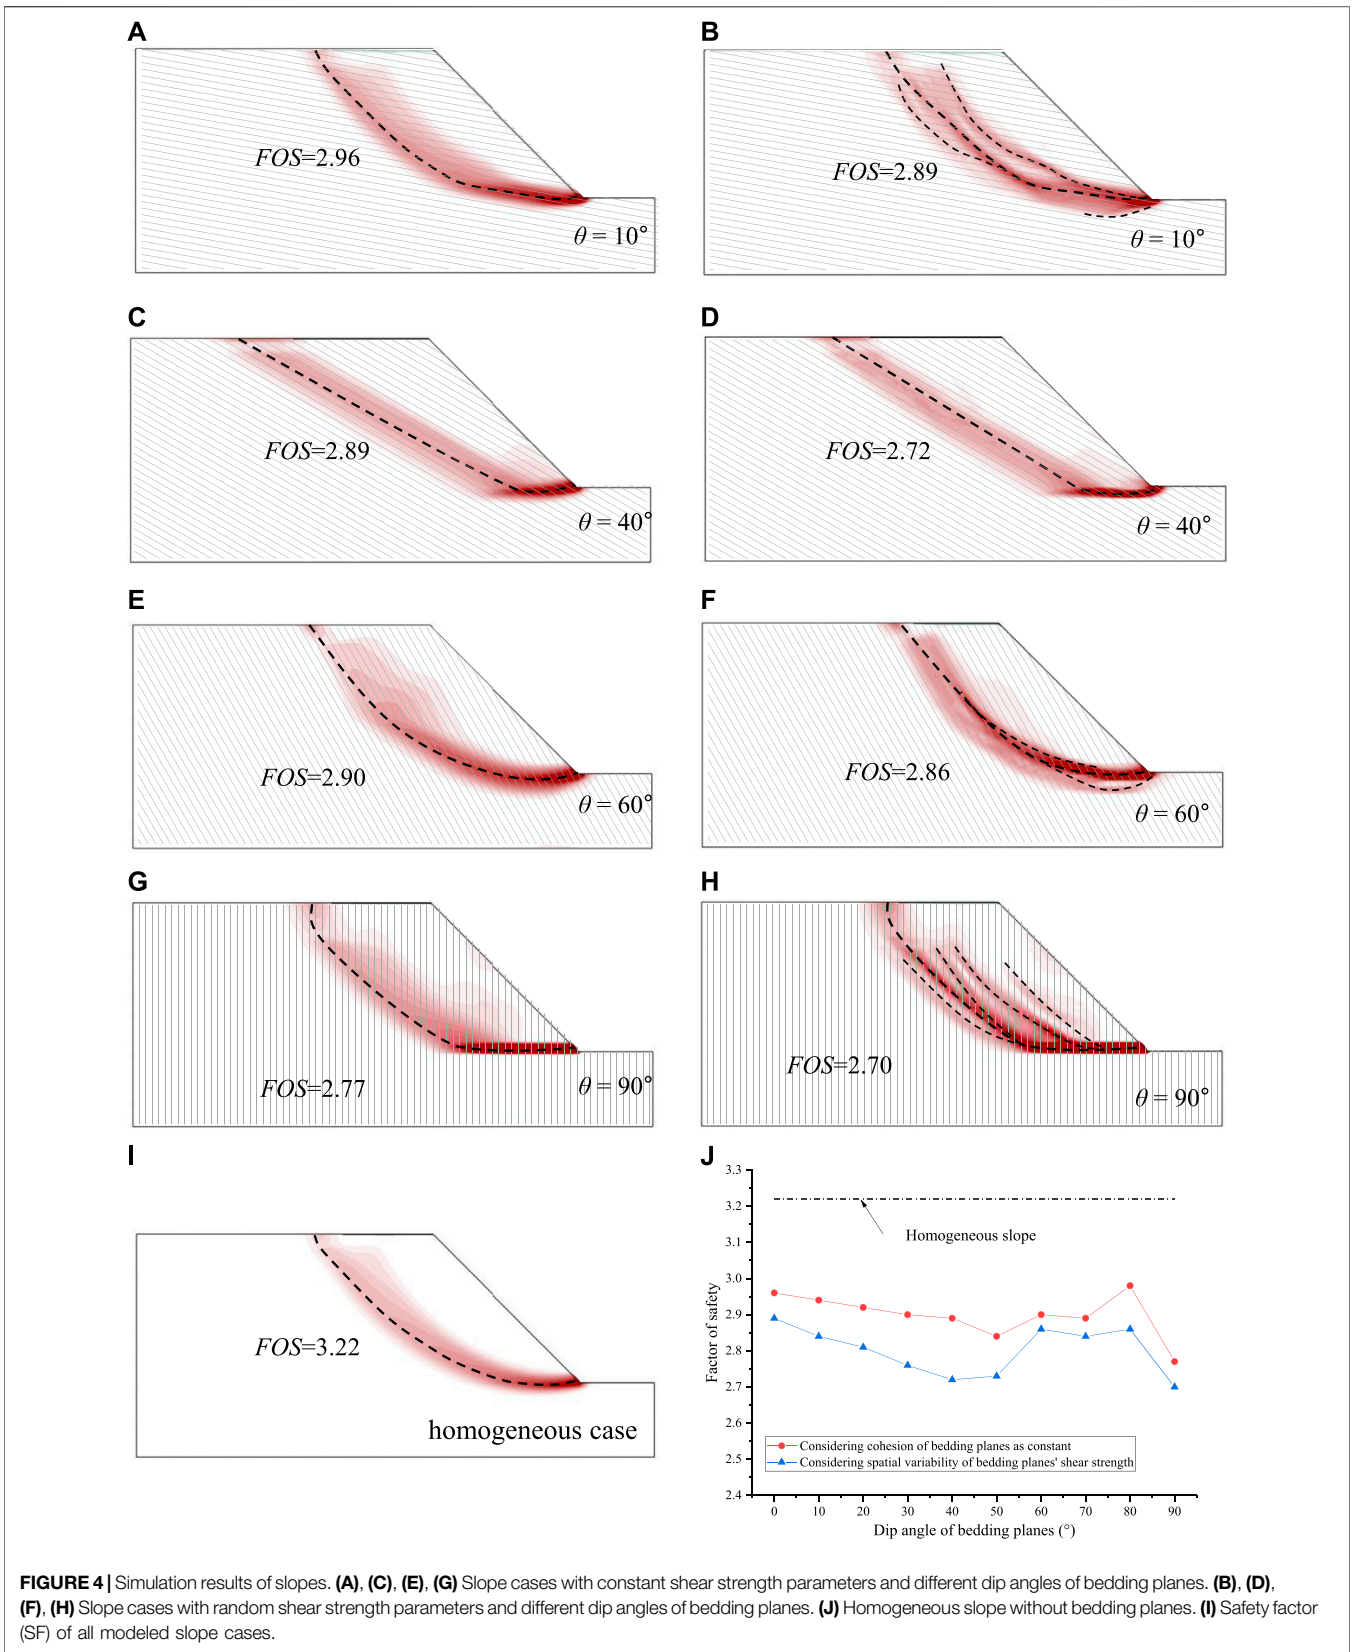 A
B
FOS=2.96
θ = 10°
FOS=2.89
θ = 10°
C
D
FOS=2.89
θ = 40°
FOS=2.72
θ = 40°
E
F
FOS=2.90
θ = 60°
FOS=2.86
θ = 60°
G
H
FOS=2.77
θ = 90°
FOS=2.70
θ = 90°
I
FOS=3.22
homogeneous case
J
3.3
3.2
3.1
3.0
2.9
2.8
2.7
2.6
2.5
2.4
Factor of safety
Homogeneous slope
Considering cohesion of bedding planes as constant
Considering spatial variability of bedding planes' shear strength
0 10 20 30 40 50 60 70 80 90
Dip angle of bedding planes (°)
FIGURE 4 | Simulation results of slopes. (A), (C), (E), (G) Slope cases with constant shear strength parameters and different dip angles of bedding planes. (B), (D),
(F), (H) Slope cases with random shear strength parameters and different dip angles of bedding planes. (J) Homogeneous slope without bedding planes. (I) Safety factor
(SF) of all modeled slope cases.